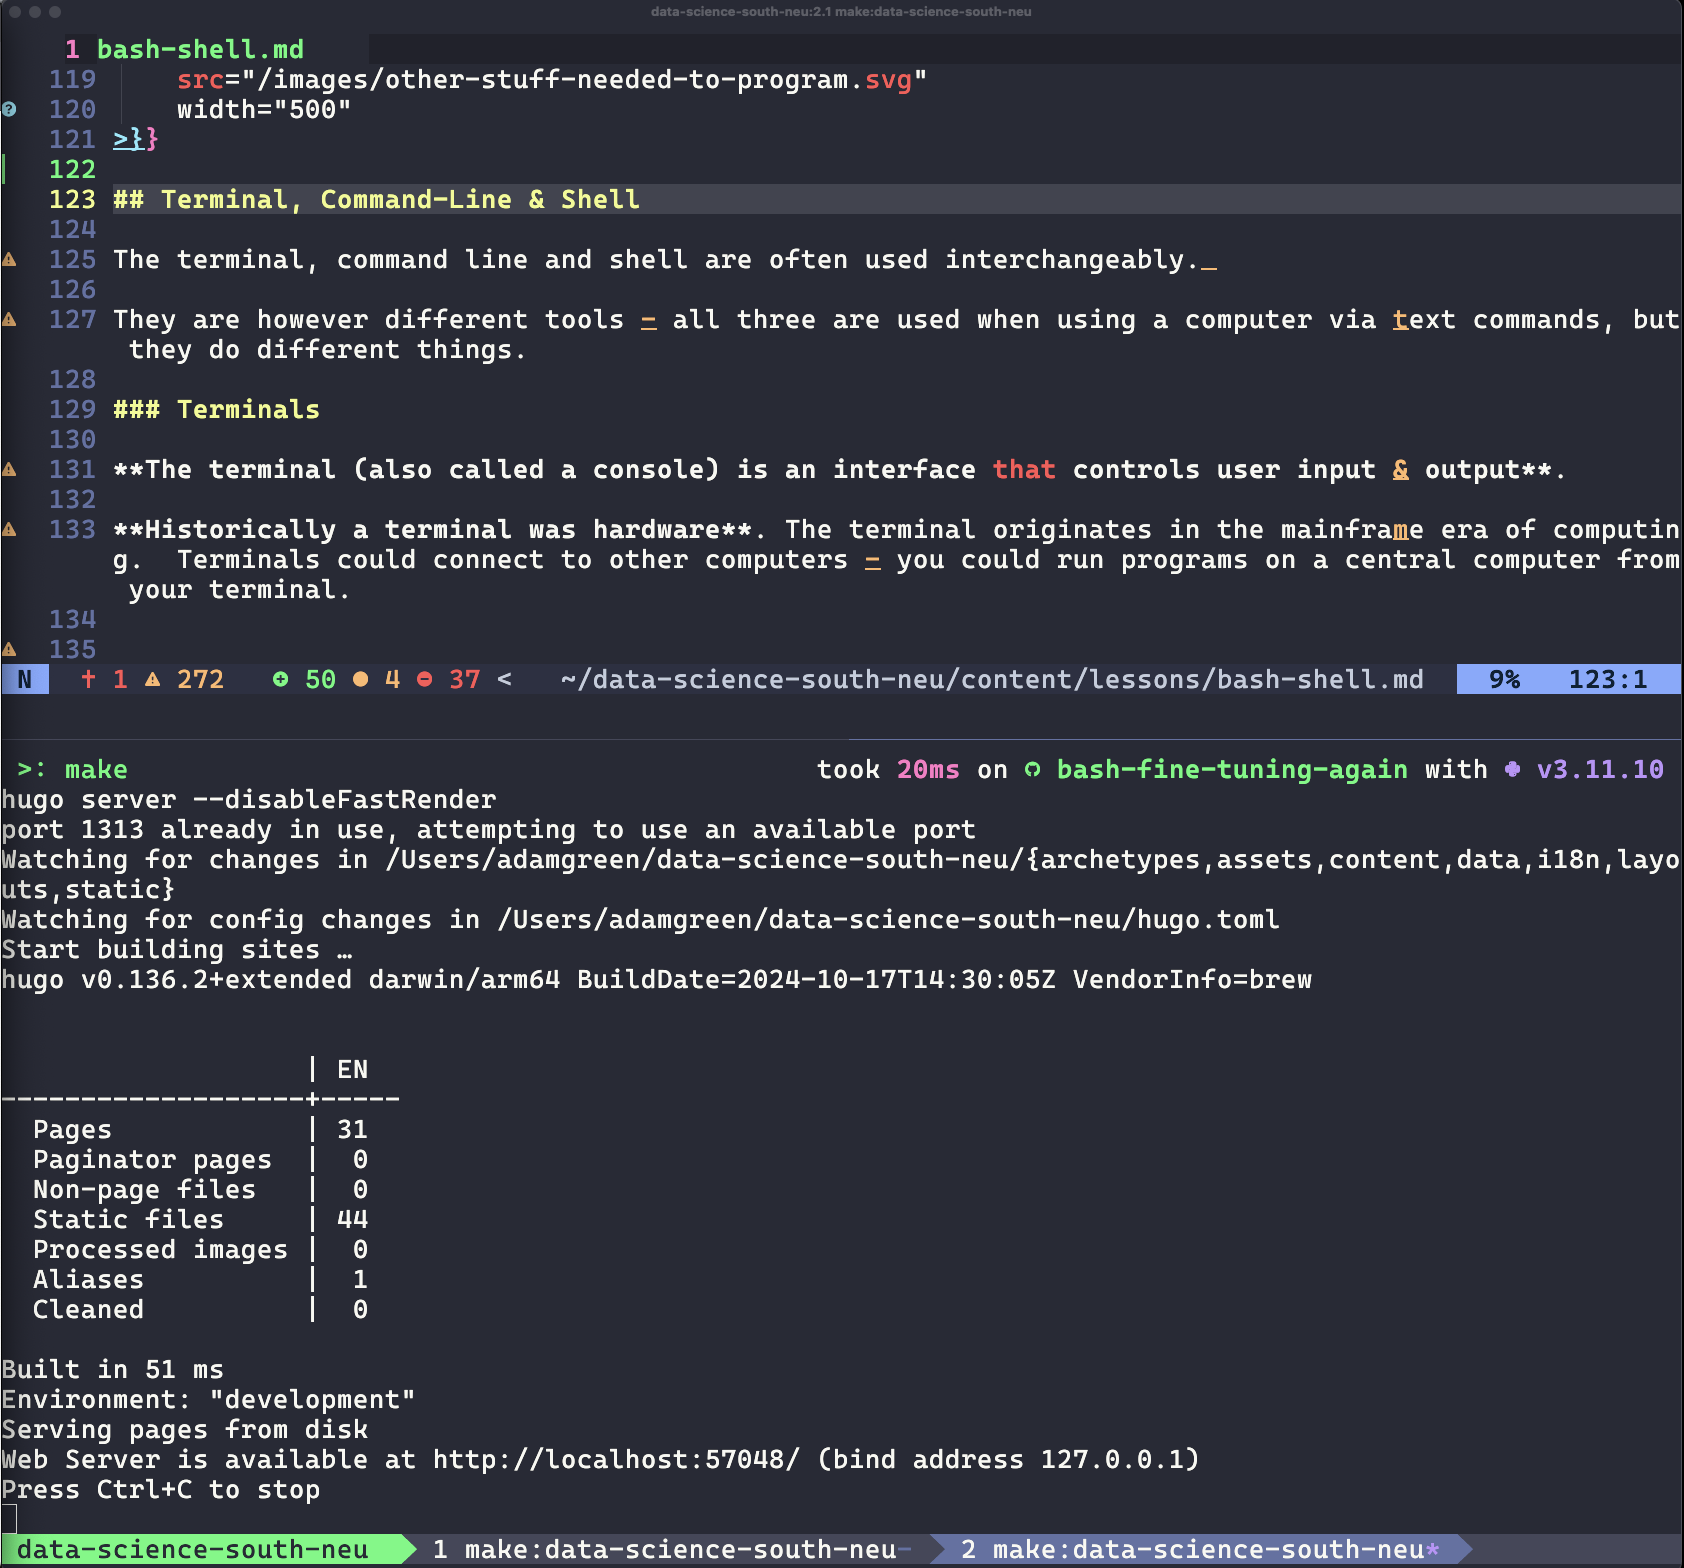 data-science-south-neu:2.1 make:data-science-south-neu
1 bash-shell.md
119 src="/images/other-stuff-needed-to-program.svg"
120 width="500"
121 >}}
122
123 ## Terminal, Command-Line & Shell
124
125 The terminal, command line and shell are often used interchangeably._
126
127 They are however different tools - all three are used when using a computer via text commands, but
they do different things.
128
129 ### Terminals
130
131 **The terminal (also called a console) is an interface that controls user input & output**.
132
133 **Historically a terminal was hardware**. The terminal originates in the mainframe era of computin
g.  Terminals could connect to other computers - you could run programs on a central computer from
your terminal.
134
135
N † 1 ⚠ 272 50 ● 4 37 < ~/data-science-south-neu/content/lessons/bash-shell.md 9% 123:1
>: make took 20ms on bash-fine-tuning-again with v3.11.10
hugo server --disableFastRender
port 1313 already in use, attempting to use an available port
Watching for changes in /Users/adamgreen/data-science-south-neu/{archetypes,assets,content,data,i18n,layo
uts,static}
Watching for config changes in /Users/adamgreen/data-science-south-neu/hugo.toml
Start building sites …
hugo v0.136.2+extended darwin/arm64 BuildDate=2024-10-17T14:30:05Z VendorInfo=brew
| EN
-------------------+-----
Pages | 31
Paginator pages | 0
Non-page files | 0
Static files | 44
Processed images | 0
Aliases | 1
Cleaned | 0
Built in 51 ms
Environment: "development"
Serving pages from disk
Web Server is available at http://localhost:57048/ (bind address 127.0.0.1)
Press Ctrl+C to stop
data-science-south-neu 1 make:data-science-south-neu- 2 make:data-science-south-neu*